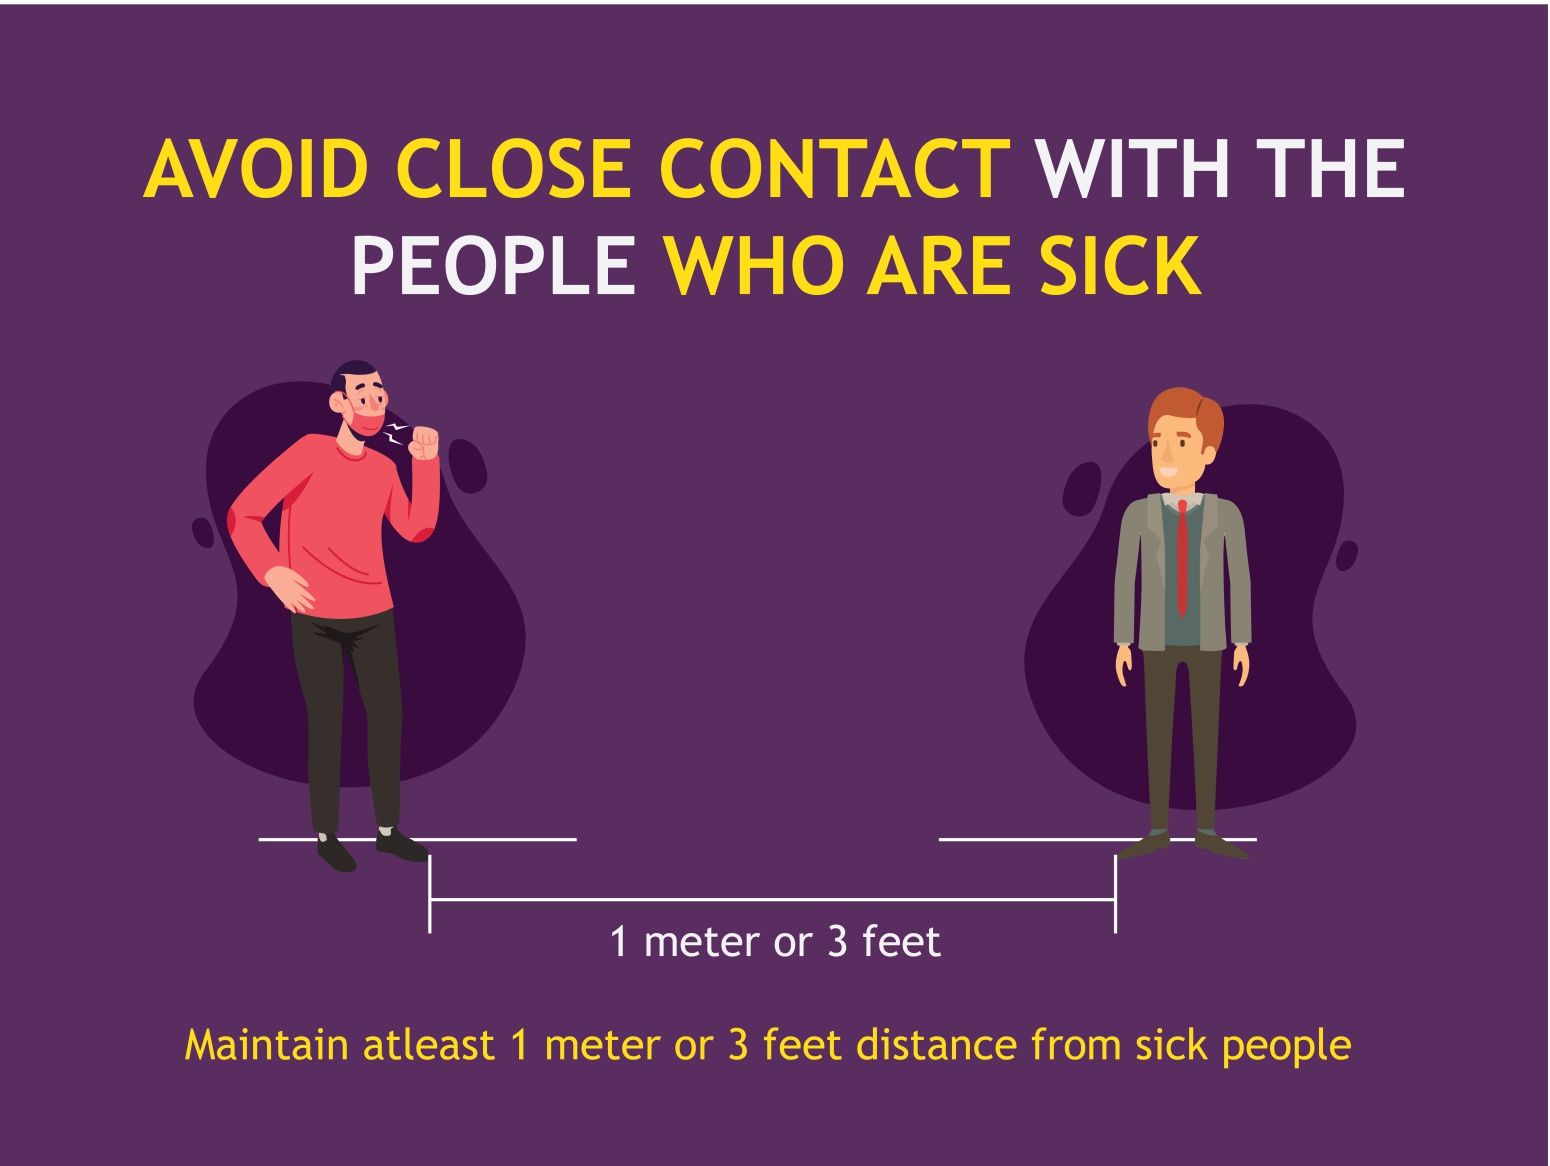 AVOID CLOSE CONTACT WITH THE
PEOPLE WHO ARE SICK
1 meter or 3 feet
Maintain atleast 1 meter or 3 feet distance from sick people